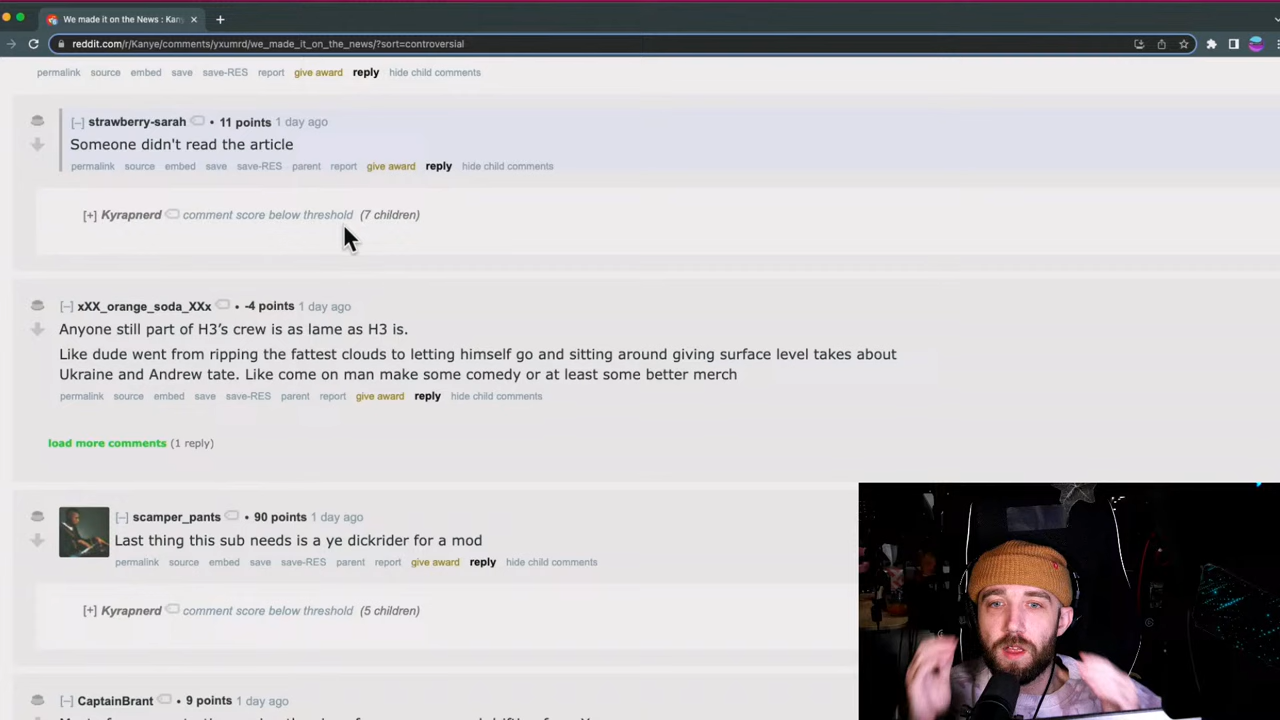 We made it on the News : Kany
reddit.com/r/Kanye/comments/yxumrd/we_made_it_on_the_news/?sort=controversial
permalink source embed save save-RES report give award reply hide child comments
[–] strawberry-sarah • 11 points 1 day ago
Someone didn't read the article
permalink source embed save save-RES parent report give award reply hide child comments
[+] Kyrapnerd comment score below threshold (7 children)
[–] xXX_orange_soda_XXx • -4 points 1 day ago
Anyone still part of H3's crew is as lame as H3 is.
Like dude went from ripping the fattest clouds to letting himself go and sitting around giving surface level takes about
Ukraine and Andrew tate. Like come on man make some comedy or at least some better merch
permalink source embed save save-RES parent report give award reply hide child comments
load more comments (1 reply)
[–] scamper_pants • 90 points 1 day ago
Last thing this sub needs is a ye dickrider for a mod
permalink source embed save save-RES parent report give award reply hide child comments
[+] Kyrapnerd comment score below threshold (5 children)
[–] CaptainBrant • 9 points 1 day ago